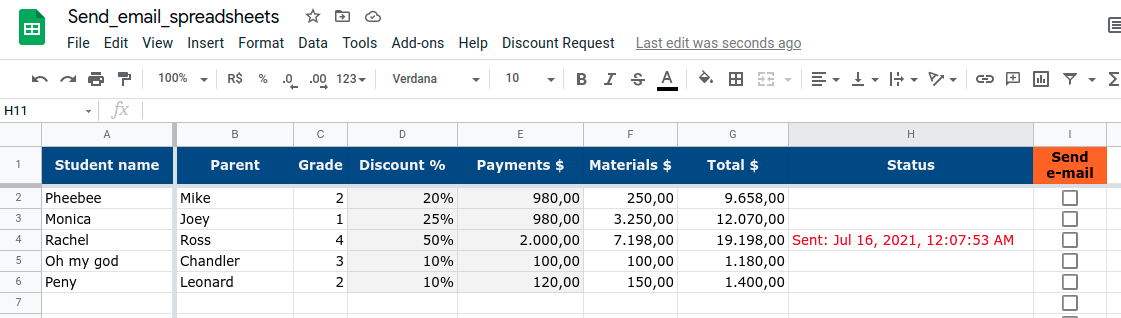 Send_email_spreadsheets
File Edit View Insert Format Data Tools Add-ons Help Discount Request Last edit was seconds ago
100% R$ % .0 .00 123 Verdana 10 B I S A Σ
H11 fx
A B C D E F G H I
1 Student name Parent Grade Discount % Payments $ Materials $ Total $ Status Send e-mail
2 Pheebee Mike 2 20% 980,00 250,00 9.658,00
3 Monica Joey 1 25% 980,00 3.250,00 12.070,00
4 Rachel Ross 4 50% 2.000,00 7.198,00 19.198,00 Sent: Jul 16, 2021, 12:07:53 AM
5 Oh my god Chandler 3 10% 100,00 100,00 1.180,00
6 Peny Leonard 2 10% 120,00 150,00 1.400,00
7